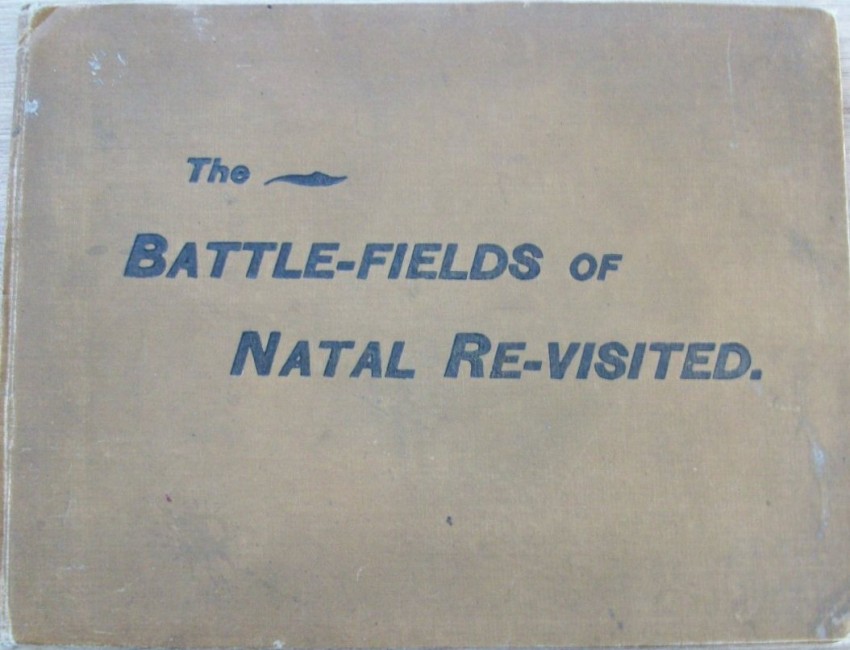 The
BATTLE-FIELDS OF
NATAL RE-VISITED.